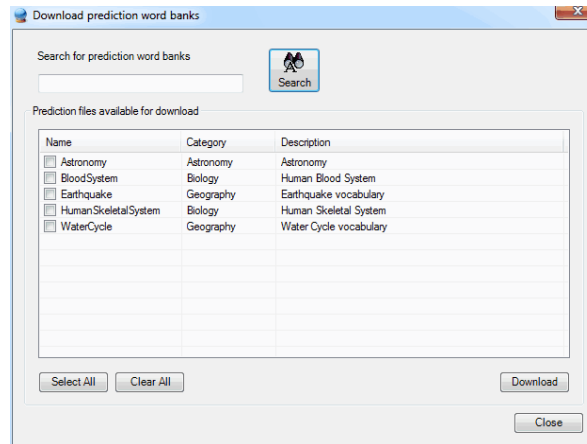 Download prediction word banks
Search for prediction word banks
Search
Prediction files available for download
Name Category Description
Astronomy Astronomy Astronomy
BloodSystem Biology Human Blood System
Earthquake Geography Earthquake vocabulary
HumanSkeletalSystem Biology Human Skeletal System
WaterCycle Geography Water Cycle vocabulary
Select All Clear All Download
Close